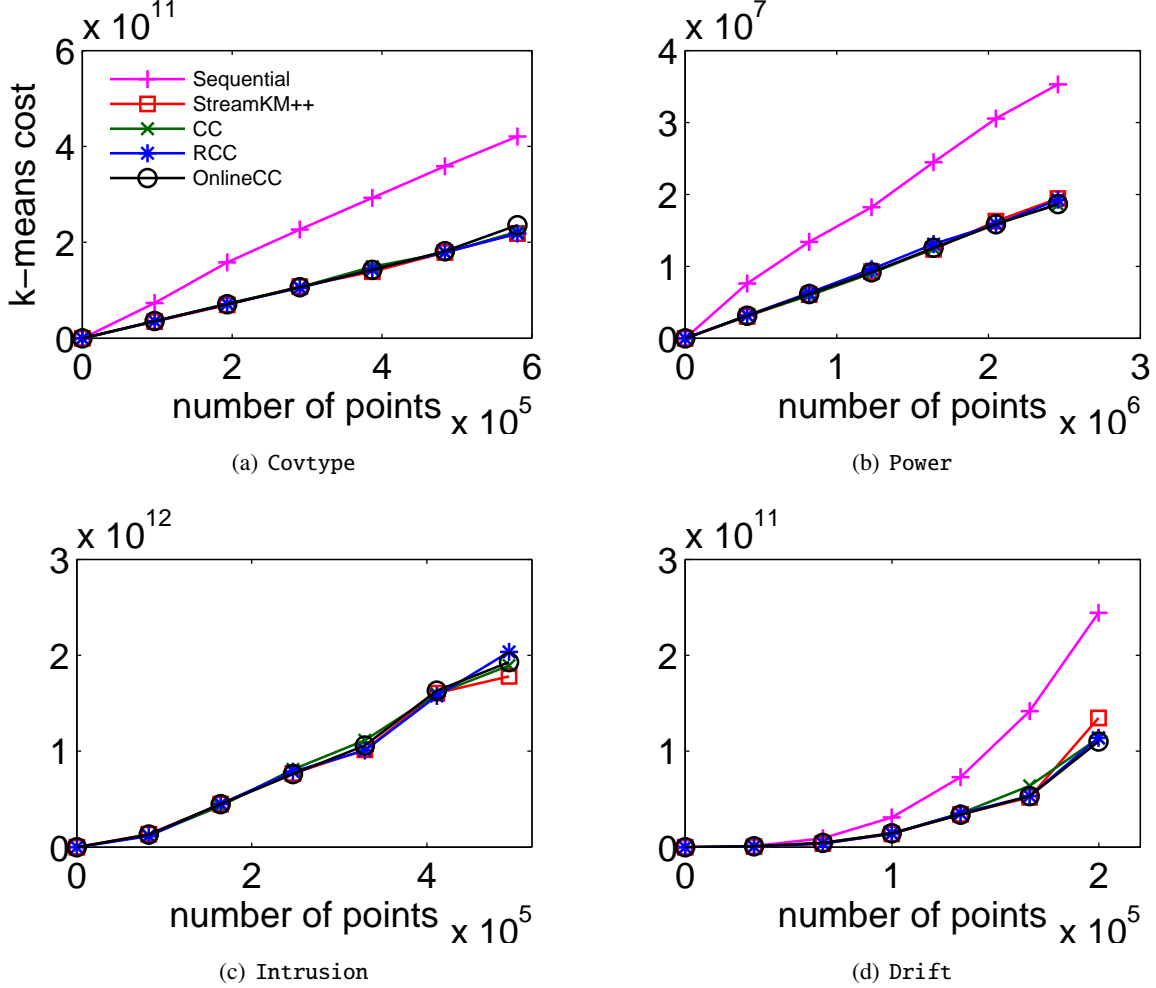 x 10^11
6
4
2
0
k−means cost
Sequential
StreamKM++
CC
RCC
OnlineCC
0 2 4 6
number of points x 10^5
(a) Covtype
x 10^7
4
3
2
1
0
0 1 2 3
number of points x 10^6
(b) Power
x 10^12
3
2
1
0
0 2 4
number of points x 10^5
(c) Intrusion
x 10^11
3
2
1
0
0 1 2
number of points x 10^5
(d) Drift